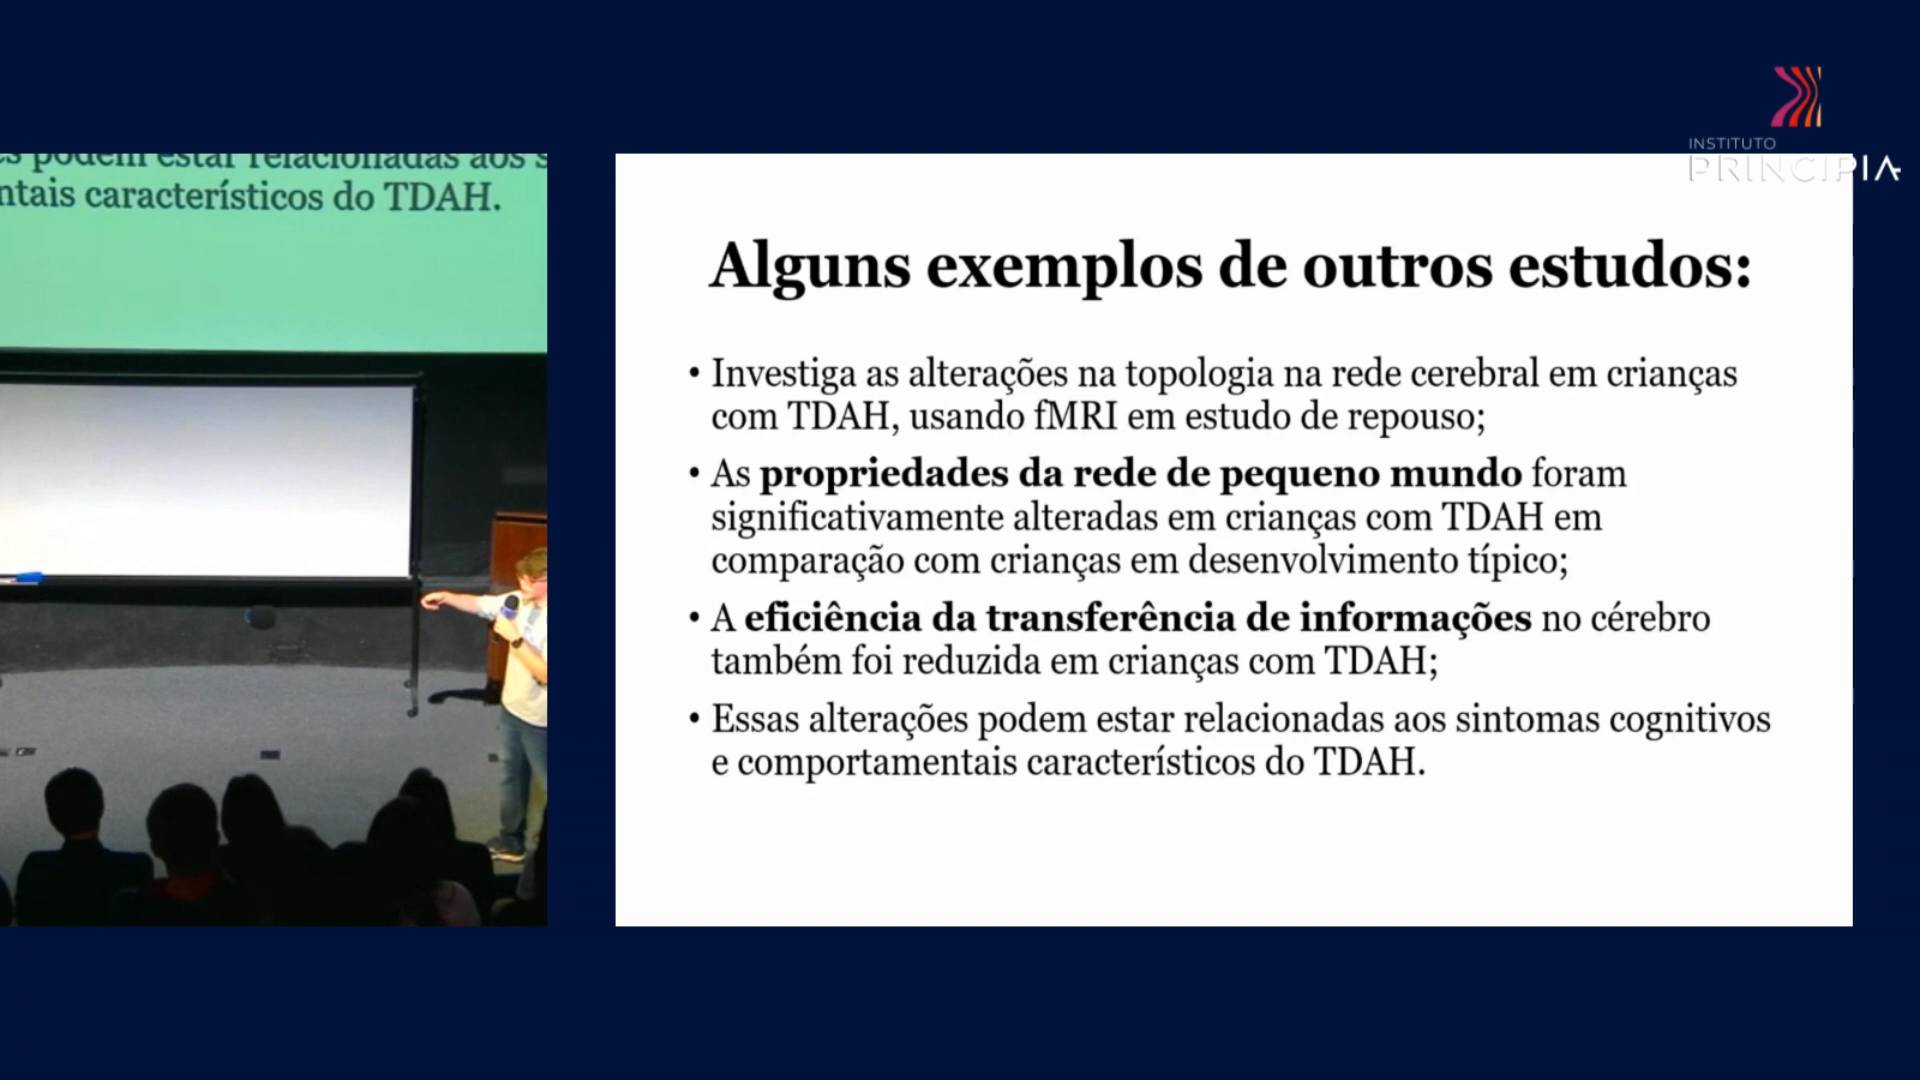 INSTITUTO
PRINCIPIA
podem estar relacionadas aos s
ntais característicos do TDAH.
Alguns exemplos de outros estudos:
• Investiga as alterações na topologia na rede cerebral em crianças
com TDAH, usando fMRI em estudo de repouso;
• As propriedades da rede de pequeno mundo foram
significativamente alteradas em crianças com TDAH em
comparação com crianças em desenvolvimento típico;
• A eficiência da transferência de informações no cérebro
também foi reduzida em crianças com TDAH;
• Essas alterações podem estar relacionadas aos sintomas cognitivos
e comportamentais característicos do TDAH.